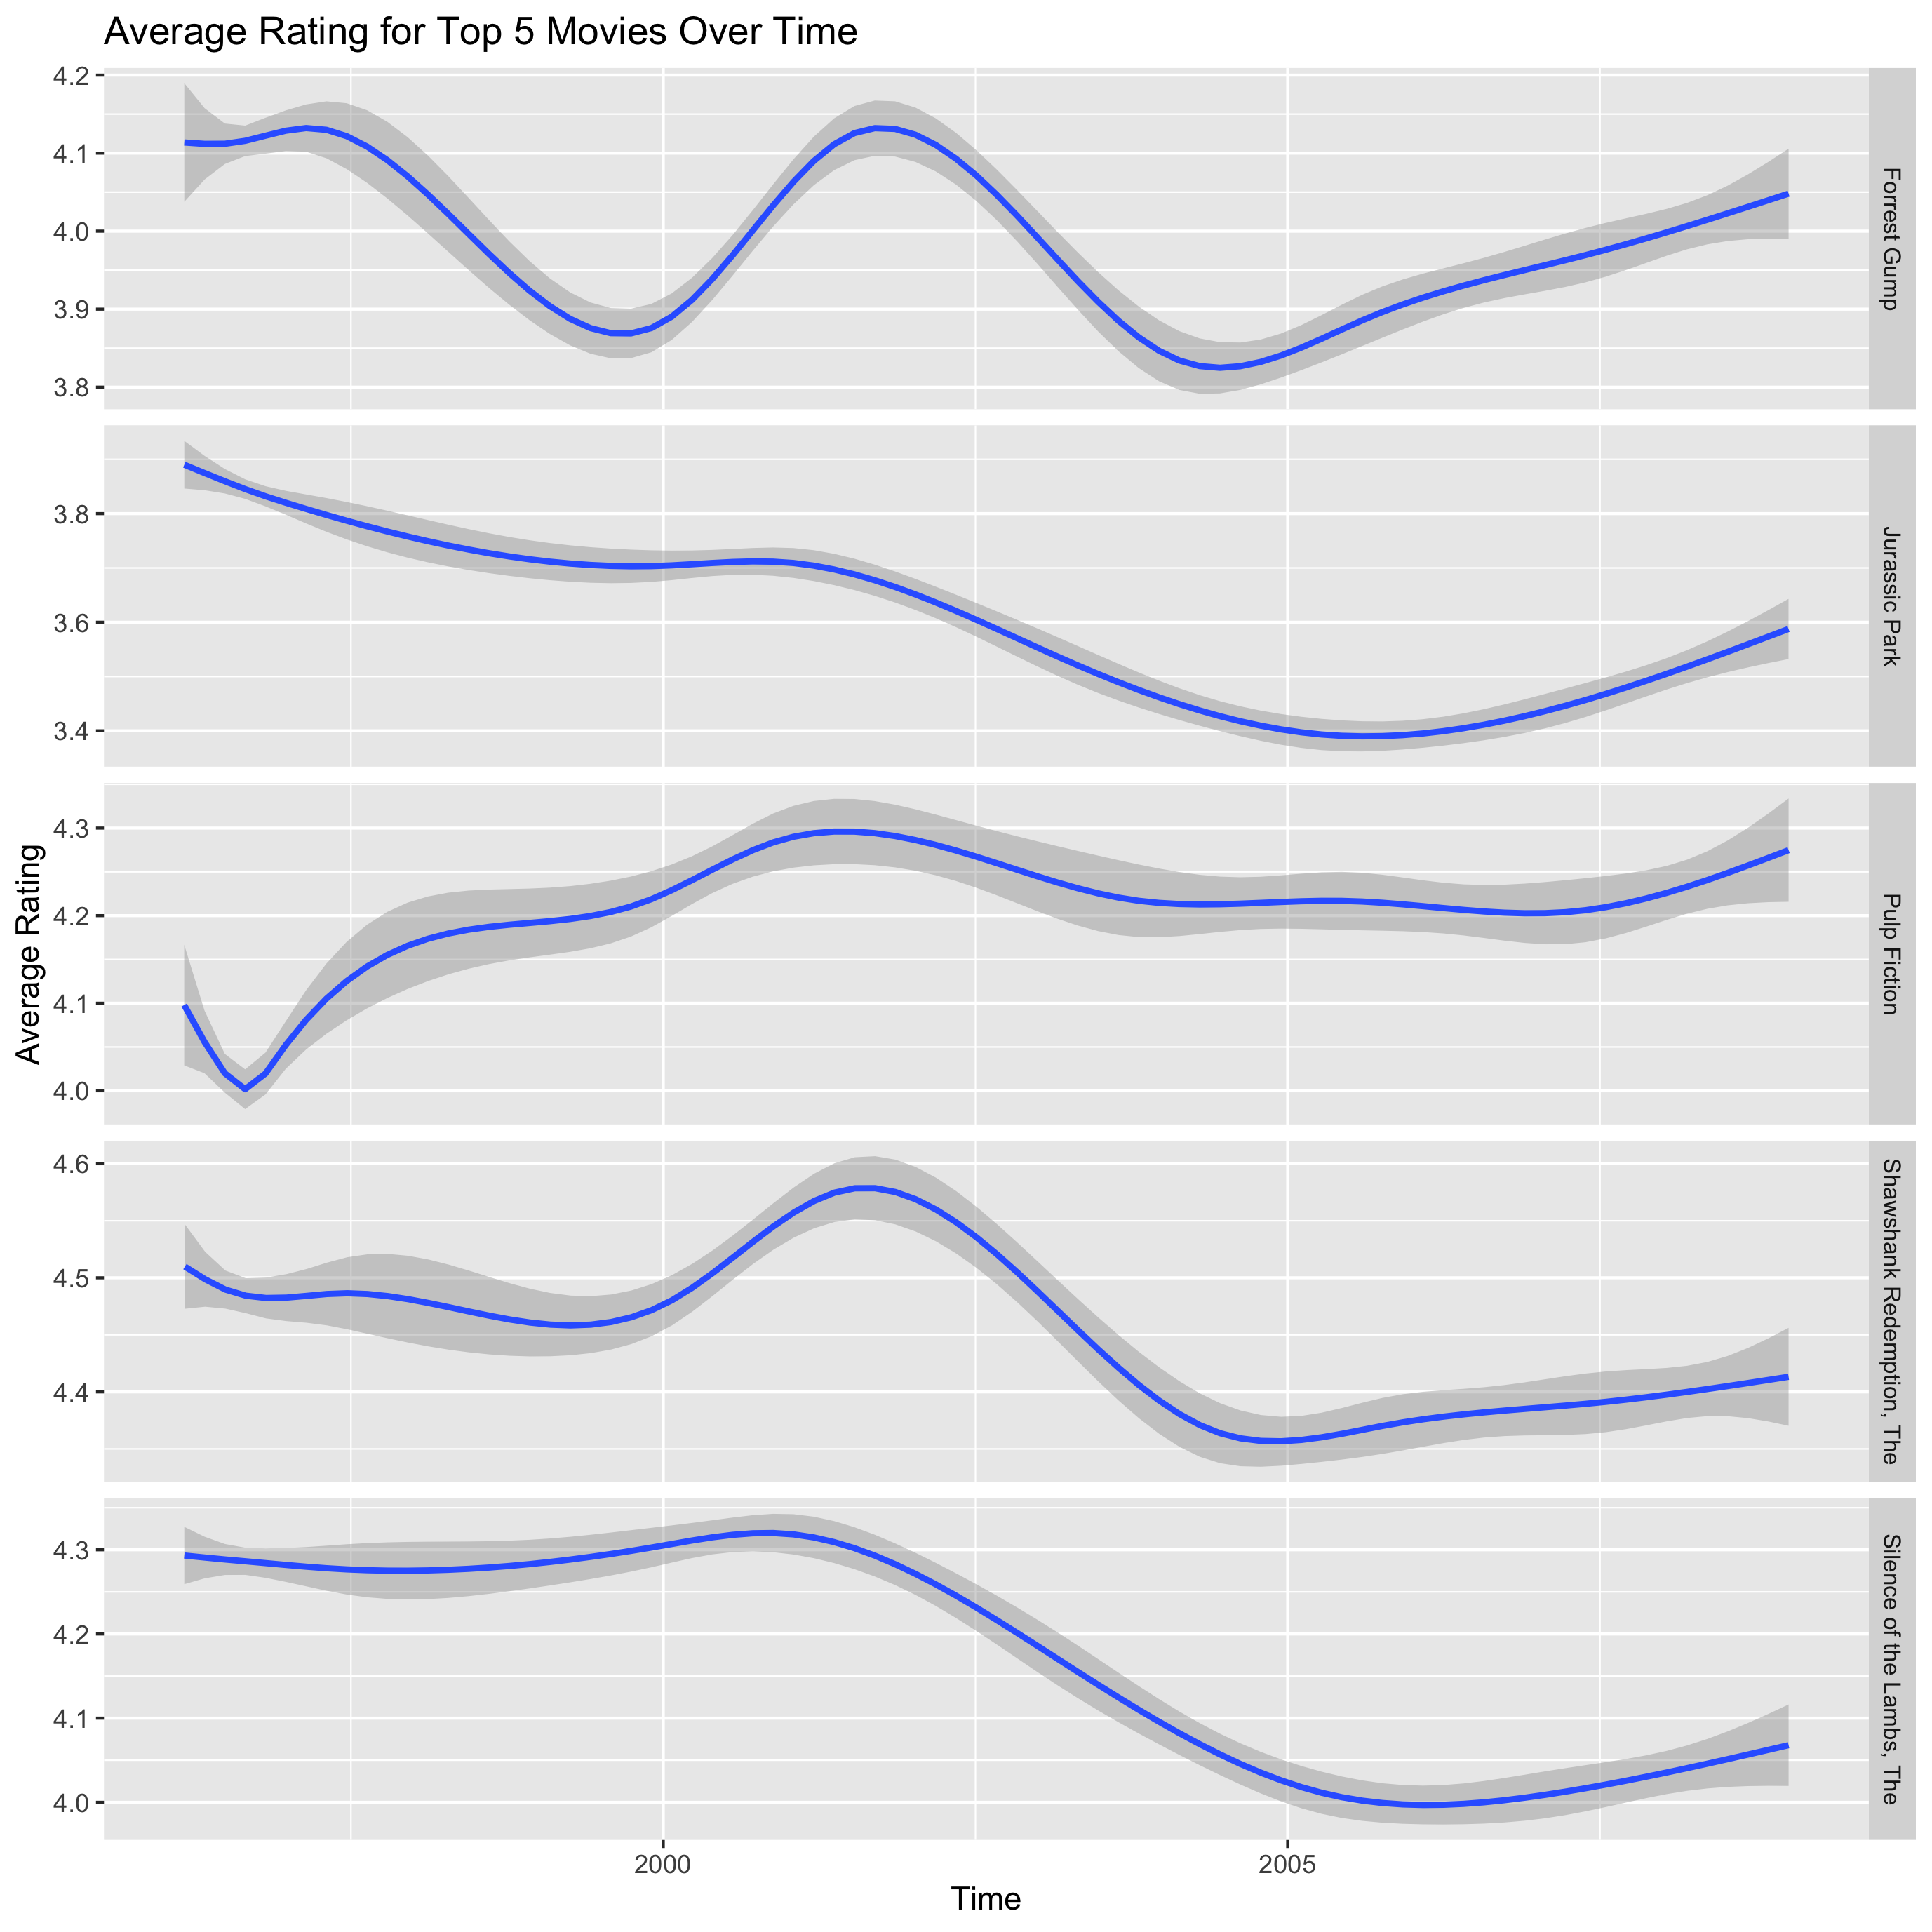 Average Rating for Top 5 Movies Over Time
4.2
4.1
4.0
3.9
3.8
Forrest Gump
3.8
3.6
3.4
Jurassic Park
4.3
4.2
4.1
4.0
Pulp Fiction
Average Rating
4.6
4.5
4.4
Shawshank Redemption, The
4.3
4.2
4.1
4.0
Silence of the Lambs, The
2000
2005
Time